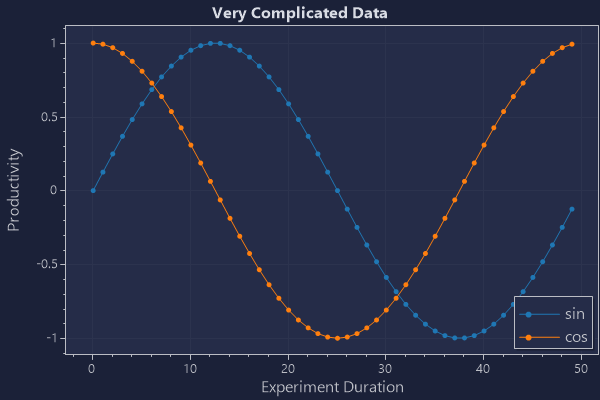 Very Complicated Data
Productivity
1
0.5
0
-0.5
-1
0
10
20
30
40
50
Experiment Duration
sin
cos